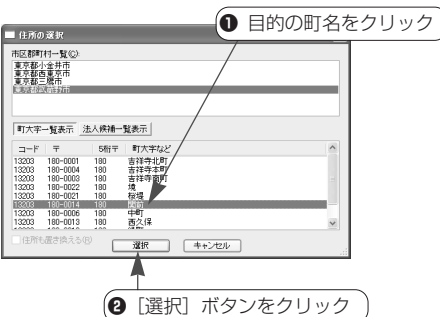 ❶ 目的の町名をクリック
住所の選択
市区郡町村一覧(C):
東京都小金井市
東京都西東京市
東京都三鷹市
東京都武蔵野市
町大字一覧表示 法人候補一覧表示
コード 〒 5桁〒 町大字など
13203 180-0001 180 吉祥寺北町
13203 180-0004 180 吉祥寺本町
13203 180-0003 180 吉祥寺南町
13203 180-0022 180 境
13203 180-0021 180 桜堤
13203 180-0014 180 関前
13203 180-0006 180 中町
13203 180-0013 180 西久保
住所も置き換える(R) 選択 キャンセル
❷ ［選択］ボタンをクリック